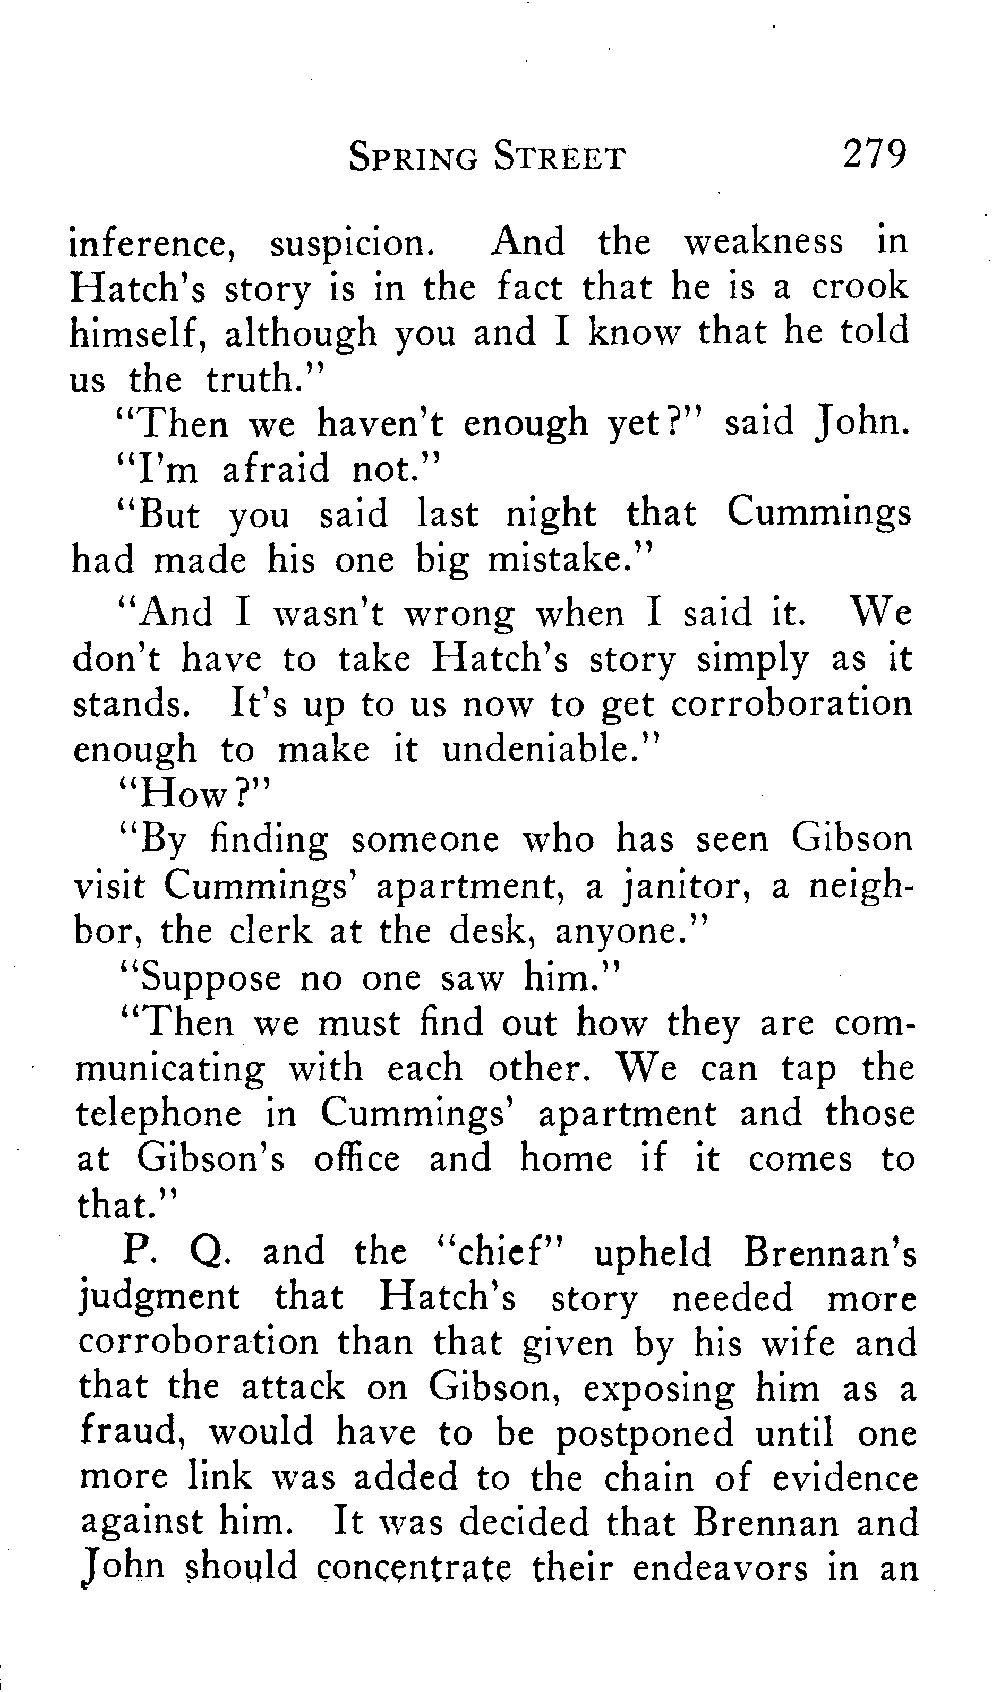 SPRING STREET 279
inference, suspicion. And the weakness in
Hatch's story is in the fact that he is a crook
himself, although you and I know that he told
us the truth."
"Then we haven't enough yet?" said John.
"I'm afraid not."
"But you said last night that Cummings
had made his one big mistake."
"And I wasn't wrong when I said it. We
don't have to take Hatch's story simply as it
stands. It's up to us now to get corroboration
enough to make it undeniable."
"How?"
"By finding someone who has seen Gibson
visit Cummings' apartment, a janitor, a neigh-
bor, the clerk at the desk, anyone."
"Suppose no one saw him."
"Then we must find out how they are com-
municating with each other. We can tap the
telephone in Cummings' apartment and those
at Gibson's office and home if it comes to
that."
P. Q. and the "chief" upheld Brennan's
judgment that Hatch's story needed more
corroboration than that given by his wife and
that the attack on Gibson, exposing him as a
fraud, would have to be postponed until one
more link was added to the chain of evidence
against him. It was decided that Brennan and
John should concentrate their endeavors in an